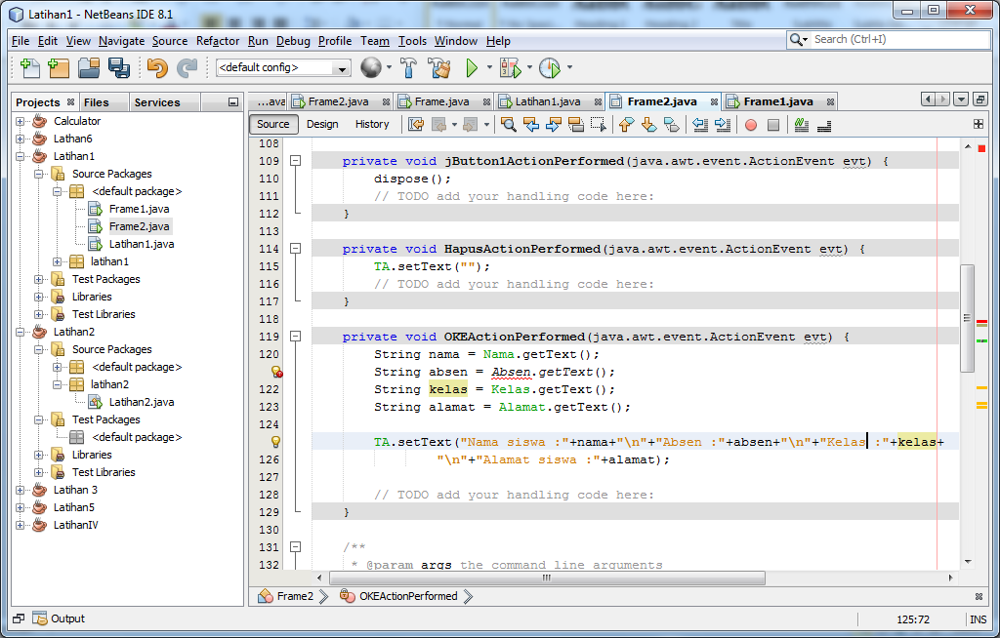 Latihan1 - NetBeans IDE 8.1
File Edit View Navigate Source Refactor Run Debug Profile Team Tools Window Help
Search (Ctrl+I)
<default config>
Projects Files Services
...ava Frame2.java Frame.java Latihan1.java Frame2.java Frame1.java
Source Design History
Calculator
Lathan6
Lathan1
Source Packages
<default package>
Frame1.java
Frame2.java
Latihan1.java
latihan1
Test Packages
Libraries
Test Libraries
Lathan2
Source Packages
<default package>
lathan2
Lathan2.java
Test Packages
<default package>
Libraries
Test Libraries
Lathan 3
Latihan5
LatihanIV
108
109 private void jButton1ActionPerformed(java.awt.event.ActionEvent evt) {
110 dispose();
111 // TODO add your handling code here:
112 }
113
114 private void HapusActionPerformed(java.awt.event.ActionEvent evt) {
115 TA.setText("");
116 // TODO add your handling code here:
117 }
118
119 private void OKEActionPerformed(java.awt.event.ActionEvent evt) {
120 String nama = Nama.getText();
String absen = Absen.getText();
122 String kelas = Kelas.getText();
123 String alamat = Alamat.getText();
124
TA.setText("Nama siswa :"+nama+"\n"+"Absen :"+absen+"\n"+"Kelas :"+kelas+
126 "\n"+"Alamat siswa :"+alamat);
127
128 // TODO add your handling code here:
129 }
130
131 /**
132 * @param args the command line arguments
Frame2 OKEActionPerformed
Output
125:72 INS